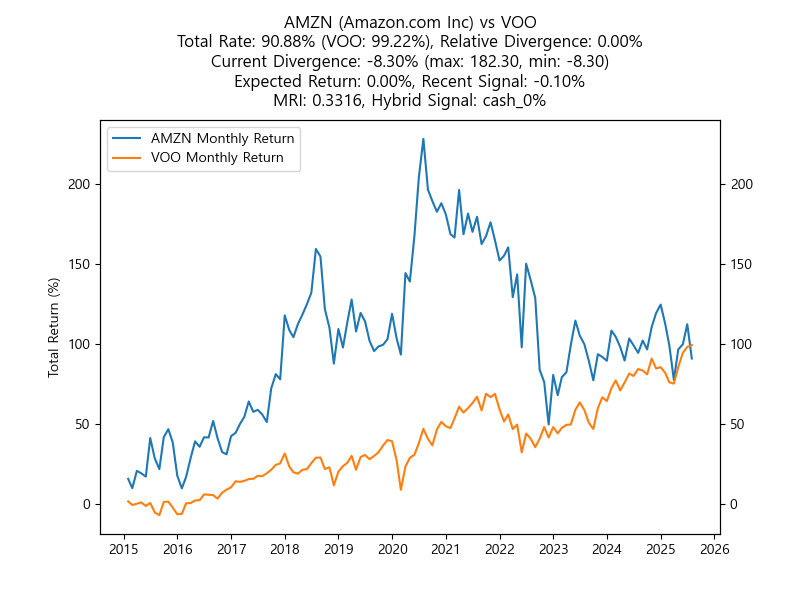 AMZN (Amazon.com Inc) vs VOO
Total Rate: 90.88% (VOO: 99.22%), Relative Divergence: 0.00%
Current Divergence: -8.30% (max: 182.30, min: -8.30)
Expected Return: 0.00%, Recent Signal: -0.10%
MRI: 0.3316, Hybrid Signal: cash_0%
AMZN Monthly Return
VOO Monthly Return
Total Return (%)
200
150
100
50
0
200
150
100
50
0
2015 2016 2017 2018 2019 2020 2021 2022 2023 2024 2025 2026